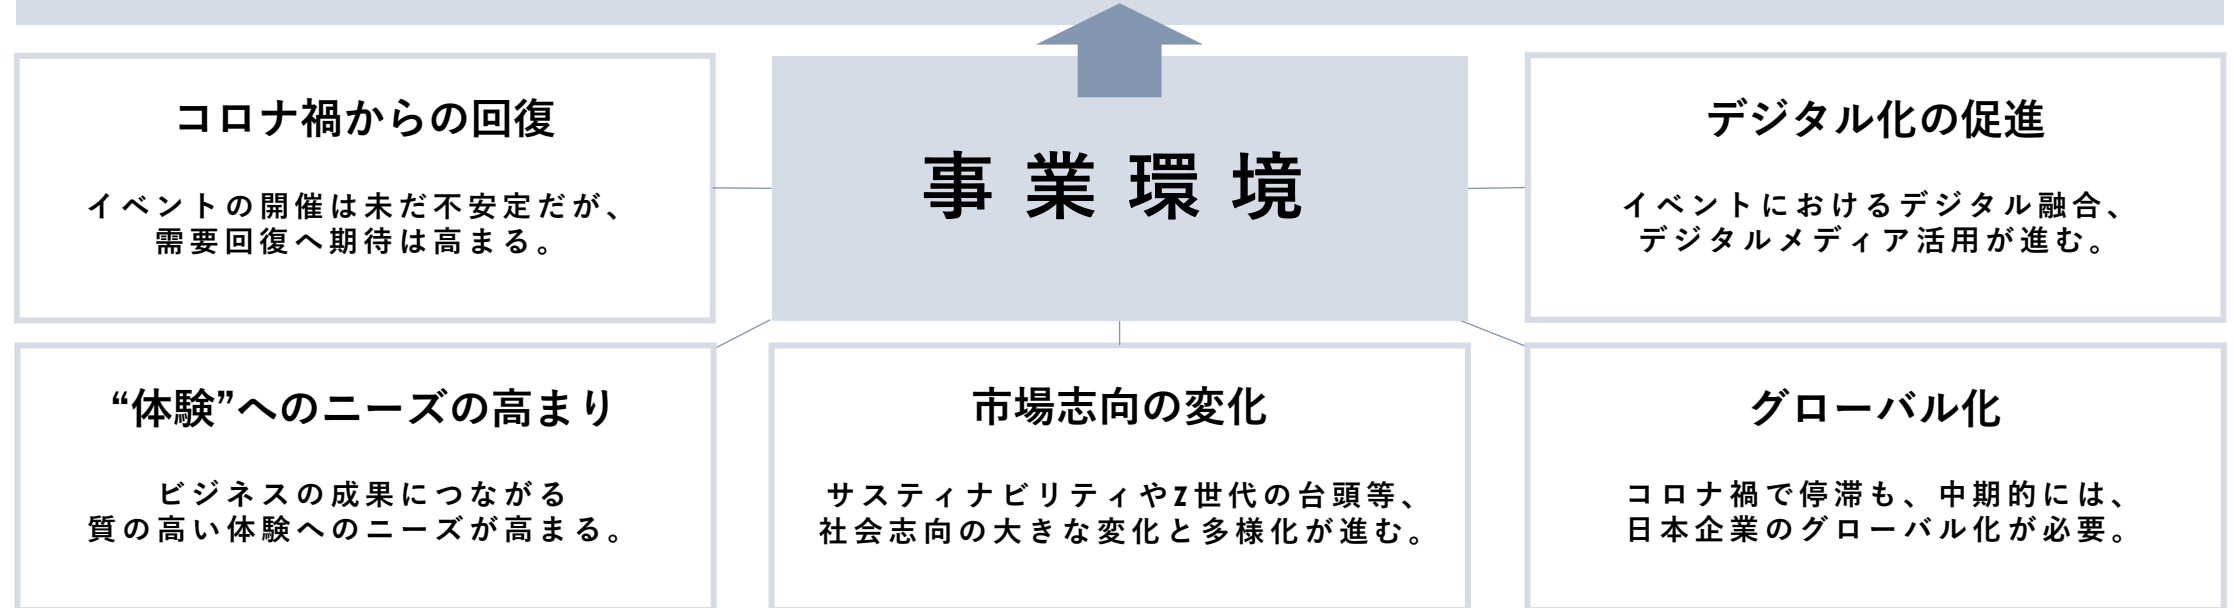 コロナ禍からの回復
イベントの開催は未だ不安定だが、
需要回復へ期待は高まる。
事業環境
デジタル化の促進
イベントにおけるデジタル融合、
デジタルメディア活用が進む。
“体験”へのニーズの高まり
ビジネスの成果につながる
質の高い体験へのニーズが高まる。
市場志向の変化
サスティナビリティやZ世代の台頭等、
社会志向の大きな変化と多様化が進む。
グローバル化
コロナ禍で停滞も、中期的には、
日本企業のグローバル化が必要。